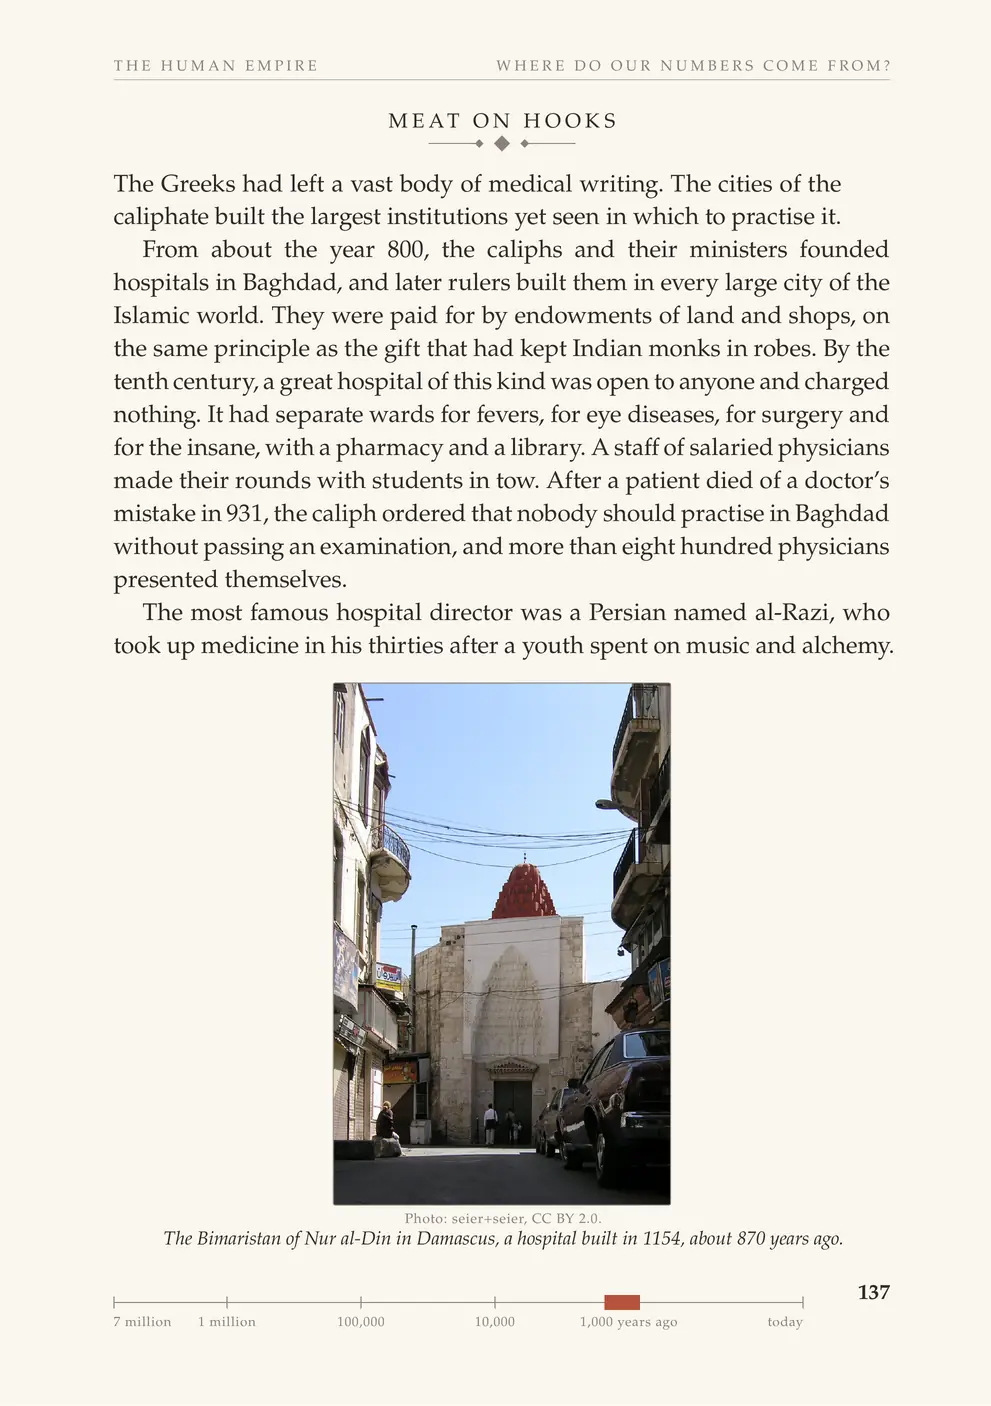 THE HUMAN EMPIRE
WHERE DO OUR NUMBERS COME FROM?
MEAT ON HOOKS
The Greeks had left a vast body of medical writing. The cities of the
caliphate built the largest institutions yet seen in which to practise it.
From about the year 800, the caliphs and their ministers founded
hospitals in Baghdad, and later rulers built them in every large city of the
Islamic world. They were paid for by endowments of land and shops, on
the same principle as the gift that had kept Indian monks in robes. By the
tenth century, a great hospital of this kind was open to anyone and charged
nothing. It had separate wards for fevers, for eye diseases, for surgery and
for the insane, with a pharmacy and a library. A staff of salaried physicians
made their rounds with students in tow. After a patient died of a doctor’s
mistake in 931, the caliph ordered that nobody should practise in Baghdad
without passing an examination, and more than eight hundred physicians
presented themselves.
The most famous hospital director was a Persian named al-Razi, who
took up medicine in his thirties after a youth spent on music and alchemy.
Photo: seier+seier, CC BY 2.0.
The Bimaristan of Nur al-Din in Damascus, a hospital built in 1154, about 870 years ago.
137
7 million
1 million
100,000
10,000
1,000 years ago
today